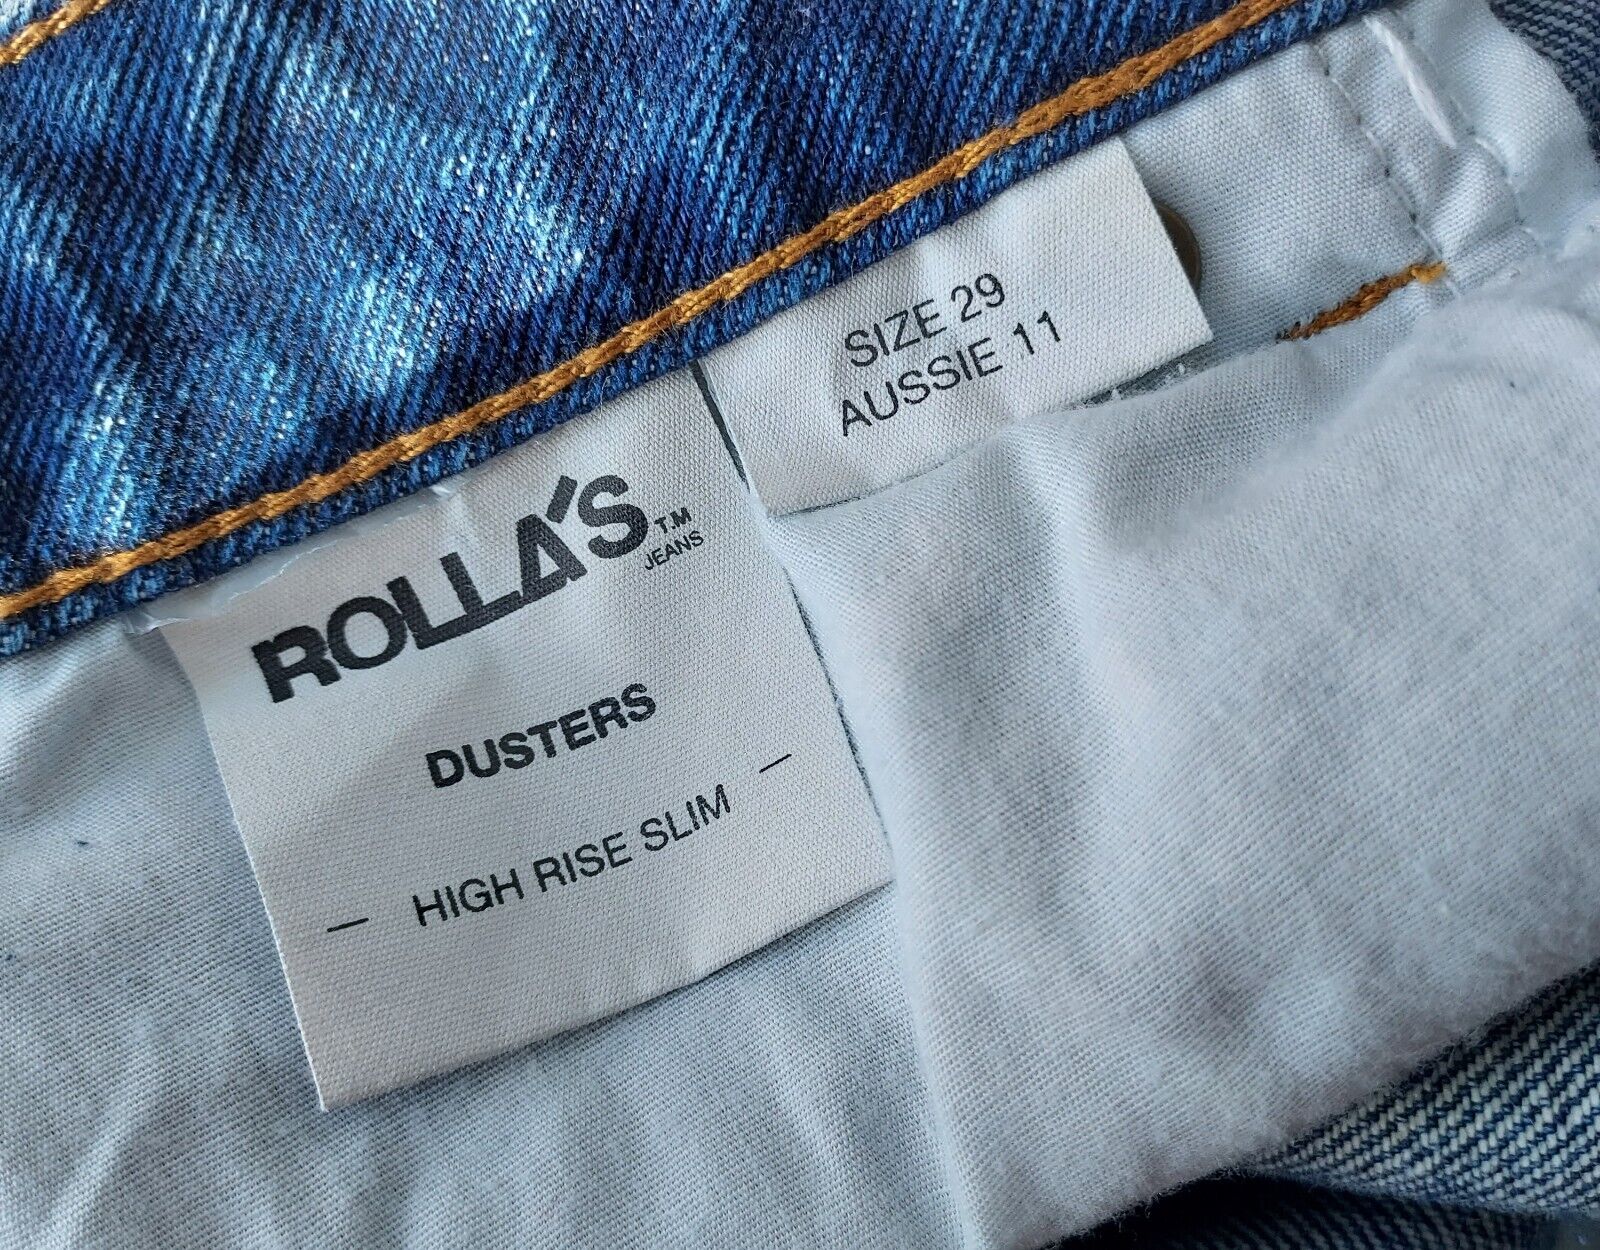 SIZE 29
AUSSIE 11
ROLLA'S T.M
JEANS
DUSTERS
— HIGH RISE SLIM —